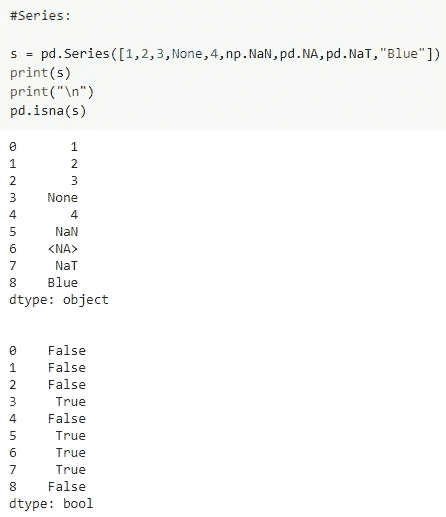 #Series:
s = pd.Series([1,2,3,None,4,np.NaN,pd.NA,pd.NaT,"Blue"])
print(s)
print("\n")
pd.isna(s)
0       1
1       2
2       3
3    None
4       4
5     NaN
6    <NA>
7     NaT
8    Blue
dtype: object
0    False
1    False
2    False
3     True
4    False
5     True
6     True
7     True
8    False
dtype: bool